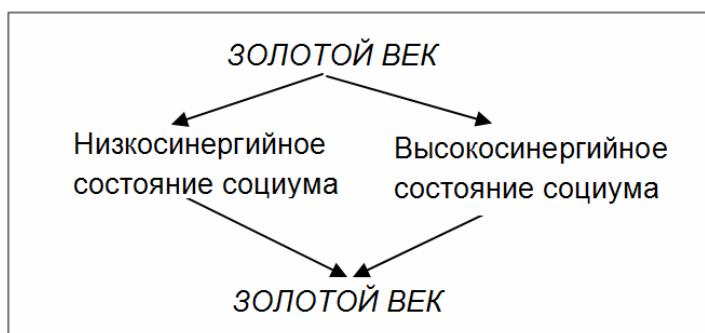 ЗОЛОТОЙ ВЕК
Низкосинергийное
состояние социума
Высокосинергийное
состояние социума
ЗОЛОТОЙ ВЕК